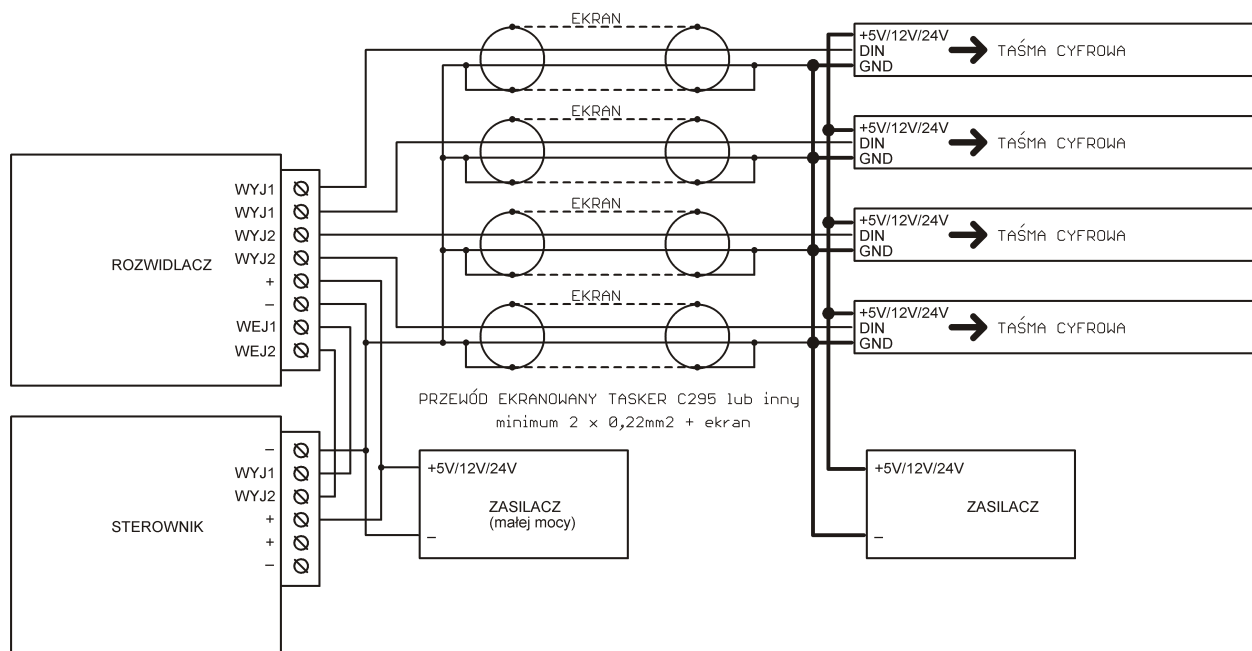 EKRAN
+5V/12V/24V
DIN
GND
TAŚMA CYFROWA
EKRAN
+5V/12V/24V
DIN
GND
TAŚMA CYFROWA
EKRAN
+5V/12V/24V
DIN
GND
TAŚMA CYFROWA
EKRAN
+5V/12V/24V
DIN
GND
TAŚMA CYFROWA
ROZWIDLACZ
WYJ1
WYJ1
WYJ2
WYJ2
+
–
WEJ1
WEJ2
PRZEWÓD EKRANOWANY TASKER C295 lub inny
minimum 2 x 0,22mm2 + ekran
STEROWNIK
–
WYJ1
WYJ2
+
+
–
+5V/12V/24V
ZASILACZ
(małej mocy)
–
+5V/12V/24V
ZASILACZ
–